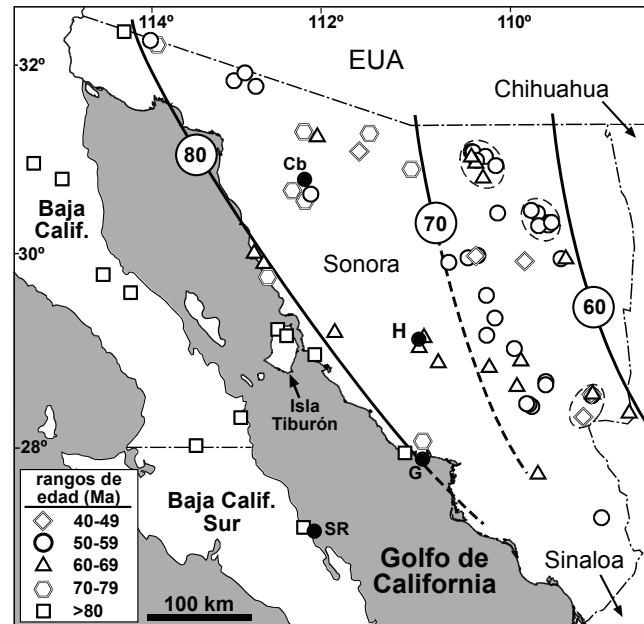 114º
112º
110º
32º
EUA
Chihuahua
80
Cb
Baja
Calif.
70
30º
Sonora
60
H
Isla
Tiburón
28º
G
rangos de
edad (Ma)
40-49
50-59
60-69
70-79
>80
Baja Calif.
Sur
SR
Golfo de
California
Sinaloa
100 km